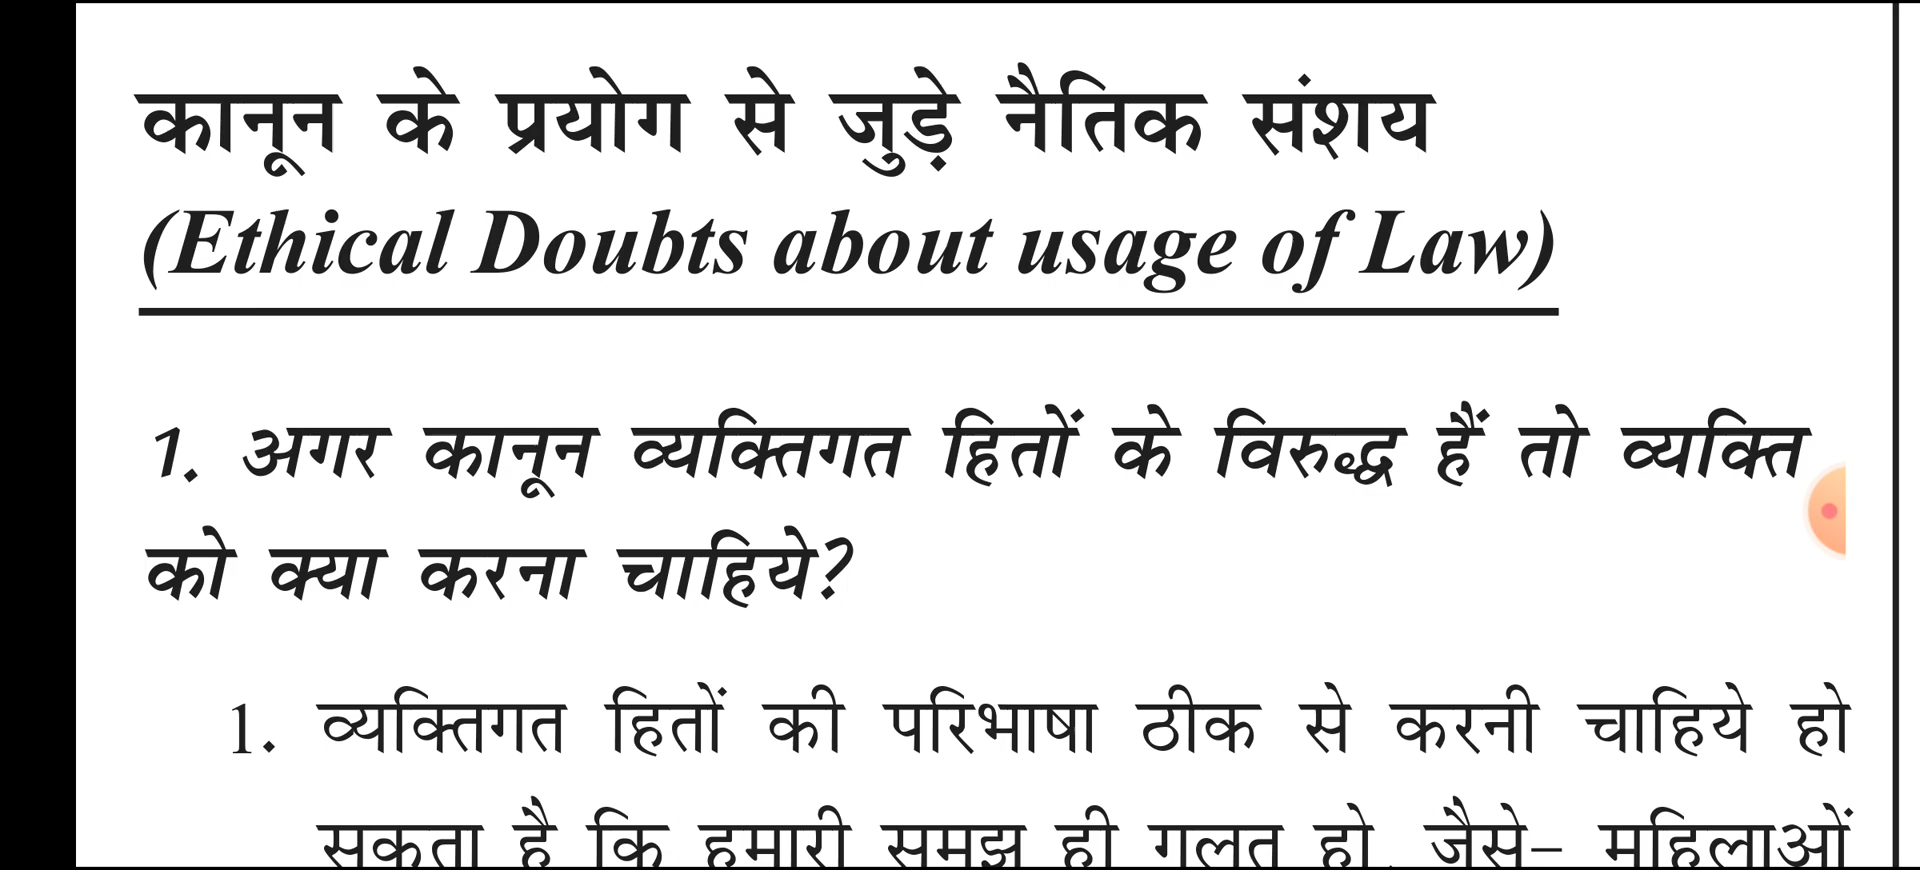 कानून के प्रयोग से जुड़े नैतिक संशय
(Ethical Doubts about usage of Law)
1. अगर कानून व्यक्तिगत हितों के विरुद्ध हैं तो व्यक्ति
को क्या करना चाहिये?
1. व्यक्तिगत हितों की परिभाषा ठीक से करनी चाहिये हो
सकता है कि हमारी समझ ही गलत हो, जैसे– महिलाओं